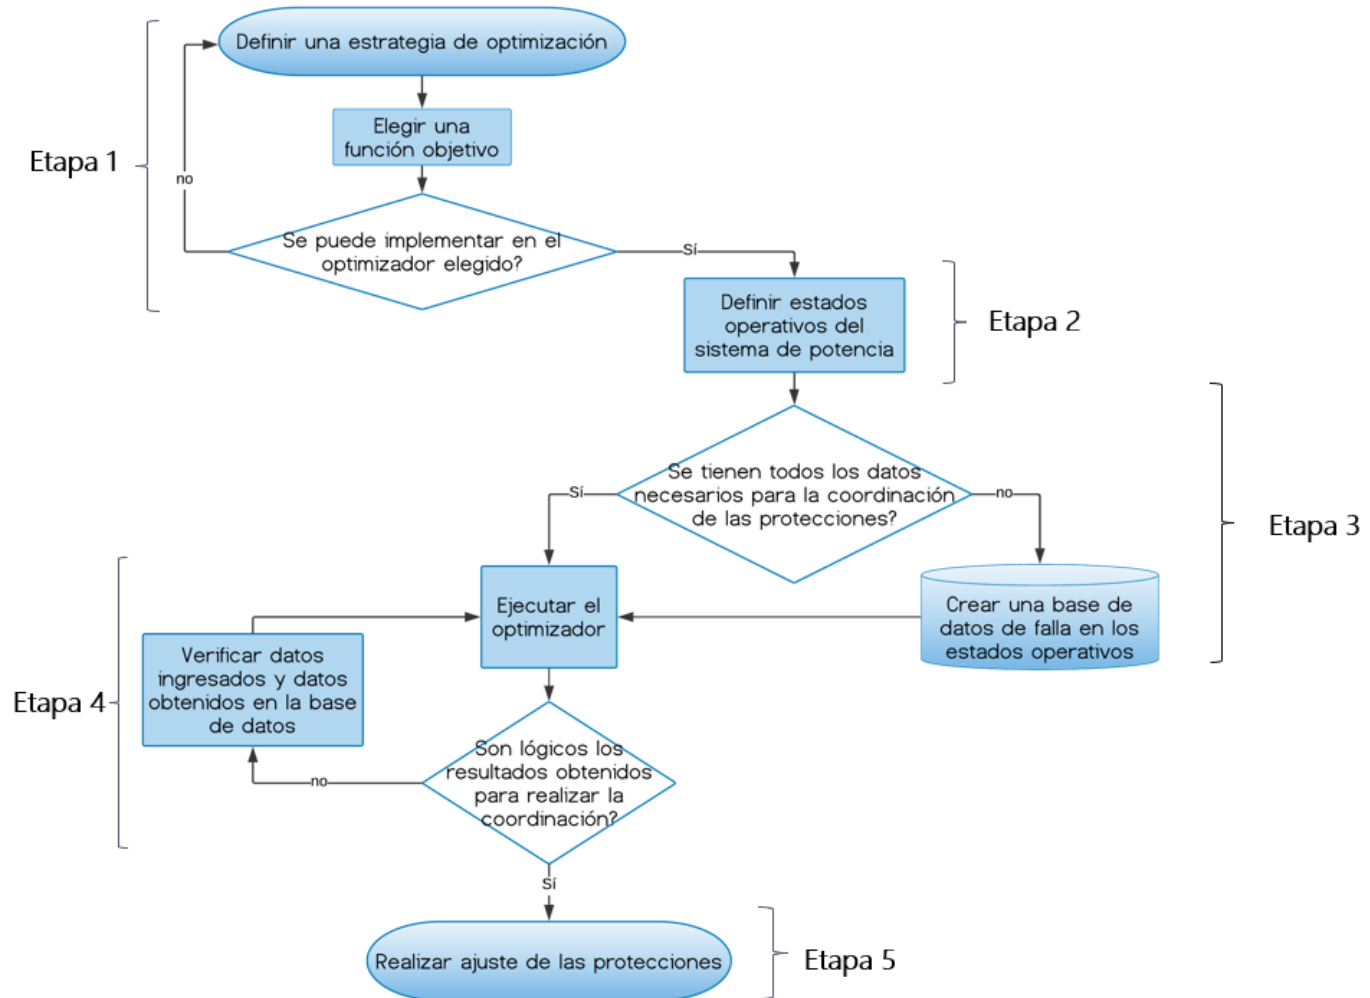 Definir una estrategia de optimización
Elegir una
función objetivo
Etapa 1
no
Se puede implementar en el
optimizador elegido?
Sí
Definir estados
operativos del
sistema de potencia
Etapa 2
Se tienen todos los datos
necesarios para la coordinación
de las protecciones?
Sí
no
Etapa 3
Crear una base de
datos de falla en los
estados operativos
Ejecutar el
optimizador
Verificar datos
ingresados y datos
obtenidos en la base
de datos
Etapa 4
Son lógicos los
resultados obtenidos
para realizar la
coordinación?
no
Sí
Realizar ajuste de las protecciones
Etapa 5